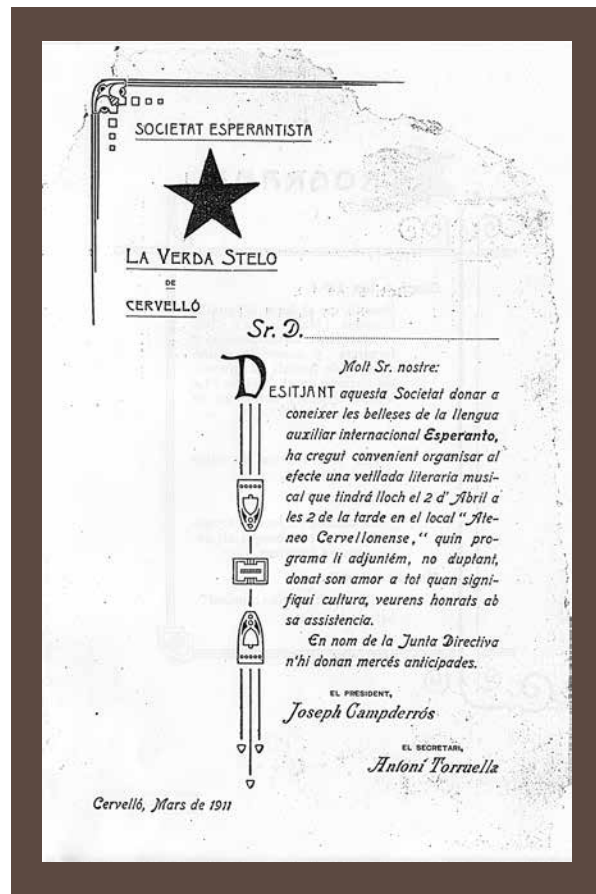 SOCIETAT ESPERANTISTA
LA VERDA STELO
DE
CERVELLÓ
Sr. D.
Molt Sr. nostre:
DESITJANT aquesta Societat donar a
coneixer les belleses de la llengua
auxiliar internacional Esperanto,
ha cregut convenient organisar al
efecte una vetllada literaria musi-
cal que tindrá lloch el 2 d' Abril a
les 2 de la tarde en el local "Ate-
neo Cervellonense," quin pro-
grama li adjuntém, no duptant,
donat son amor a tot quan signi-
fiqui cultura, veurens honrats ab
sa assistencia.
En nom de la Junta Directiva
n'hi donan mercés anticipades.
EL PRESIDENT,
Joseph Campderrós
EL SECRETARI,
Antoni Torruella
Cervelló, Mars de 1911